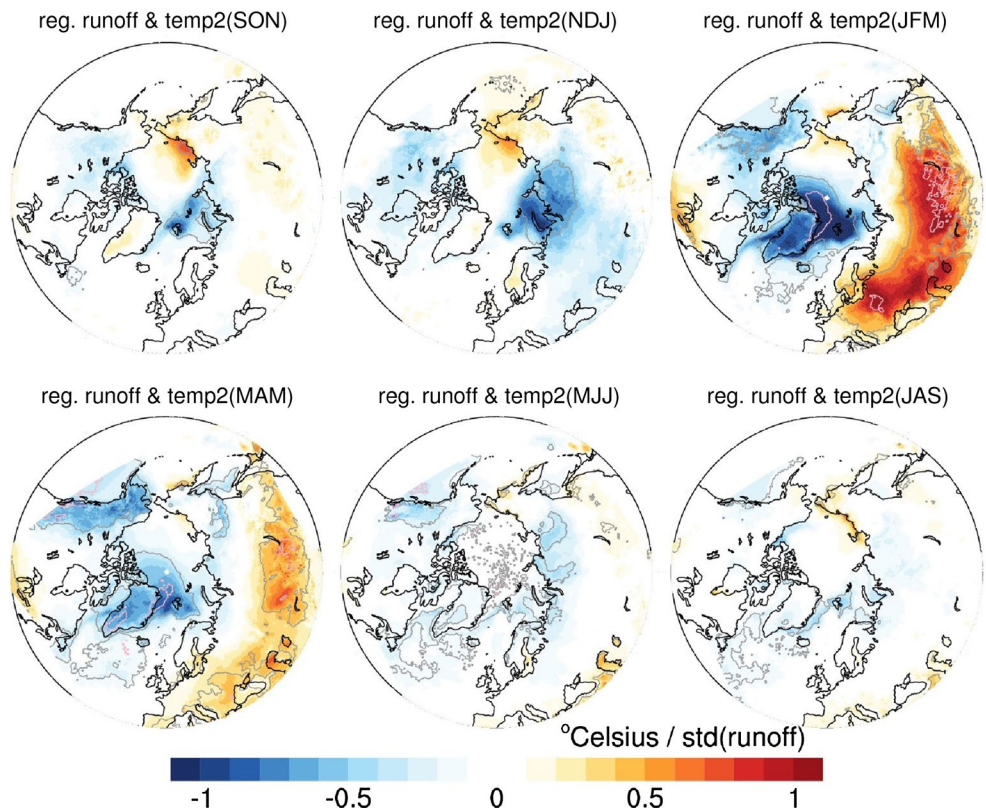 reg. runoff & temp2(SON)
reg. runoff & temp2(NDJ)
reg. runoff & temp2(JFM)
reg. runoff & temp2(MAM)
reg. runoff & temp2(MJJ)
reg. runoff & temp2(JAS)
°Celsius / std(runoff)
-1 -0.5 0 0.5 1